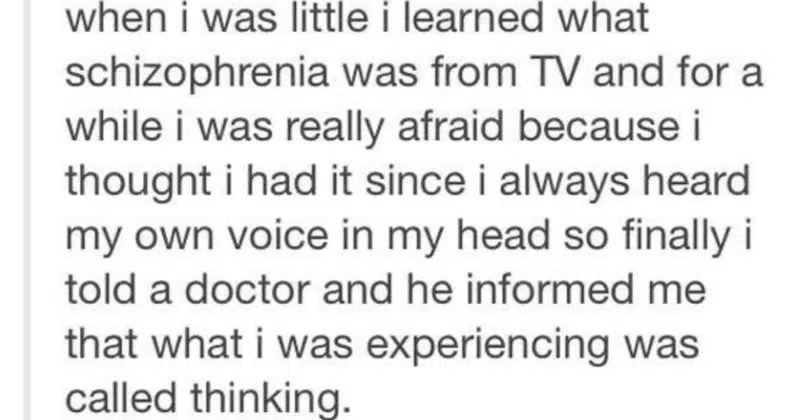 when i was little i learned what
schizophrenia was from TV and for a
while i was really afraid because i
thought i had it since i always heard
my own voice in my head so finally i
told a doctor and he informed me
that what i was experiencing was
called thinking.